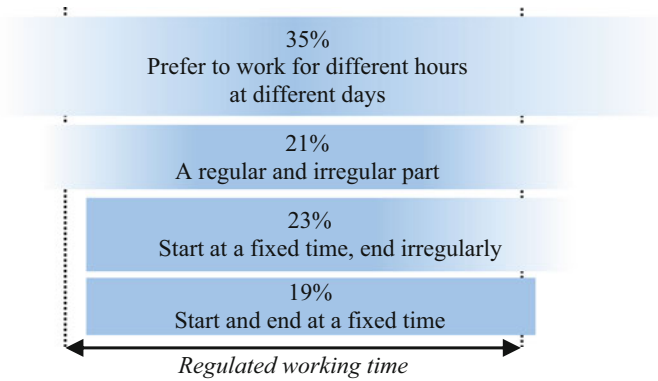 35%
Prefer to work for different hours
at different days
21%
A regular and irregular part
23%
Start at a fixed time, end irregularly
19%
Start and end at a fixed time
Regulated working time